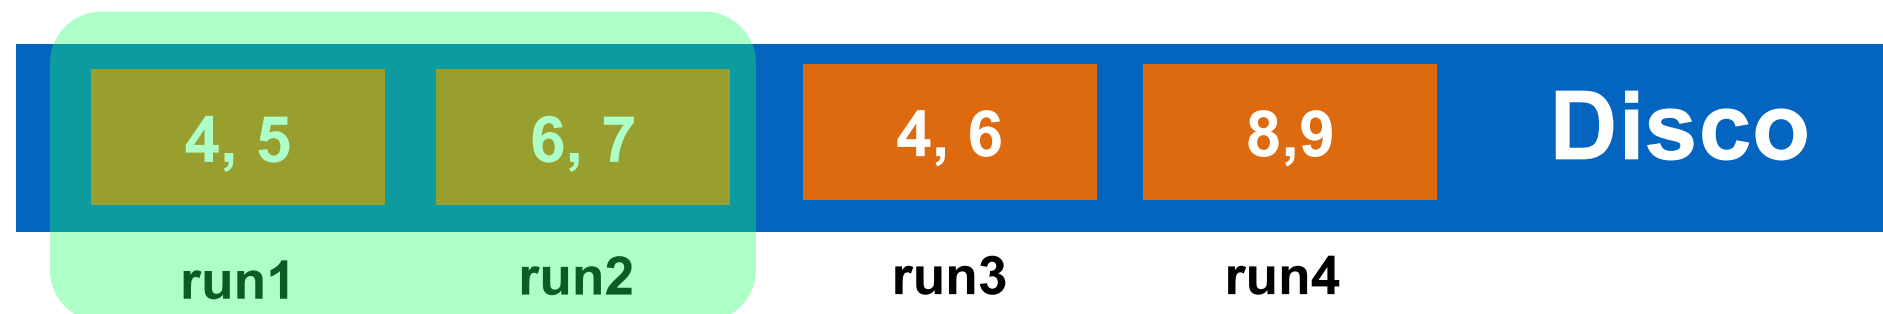 4, 5 6, 7 4, 6 8,9 Disco
run1 run2 run3 run4